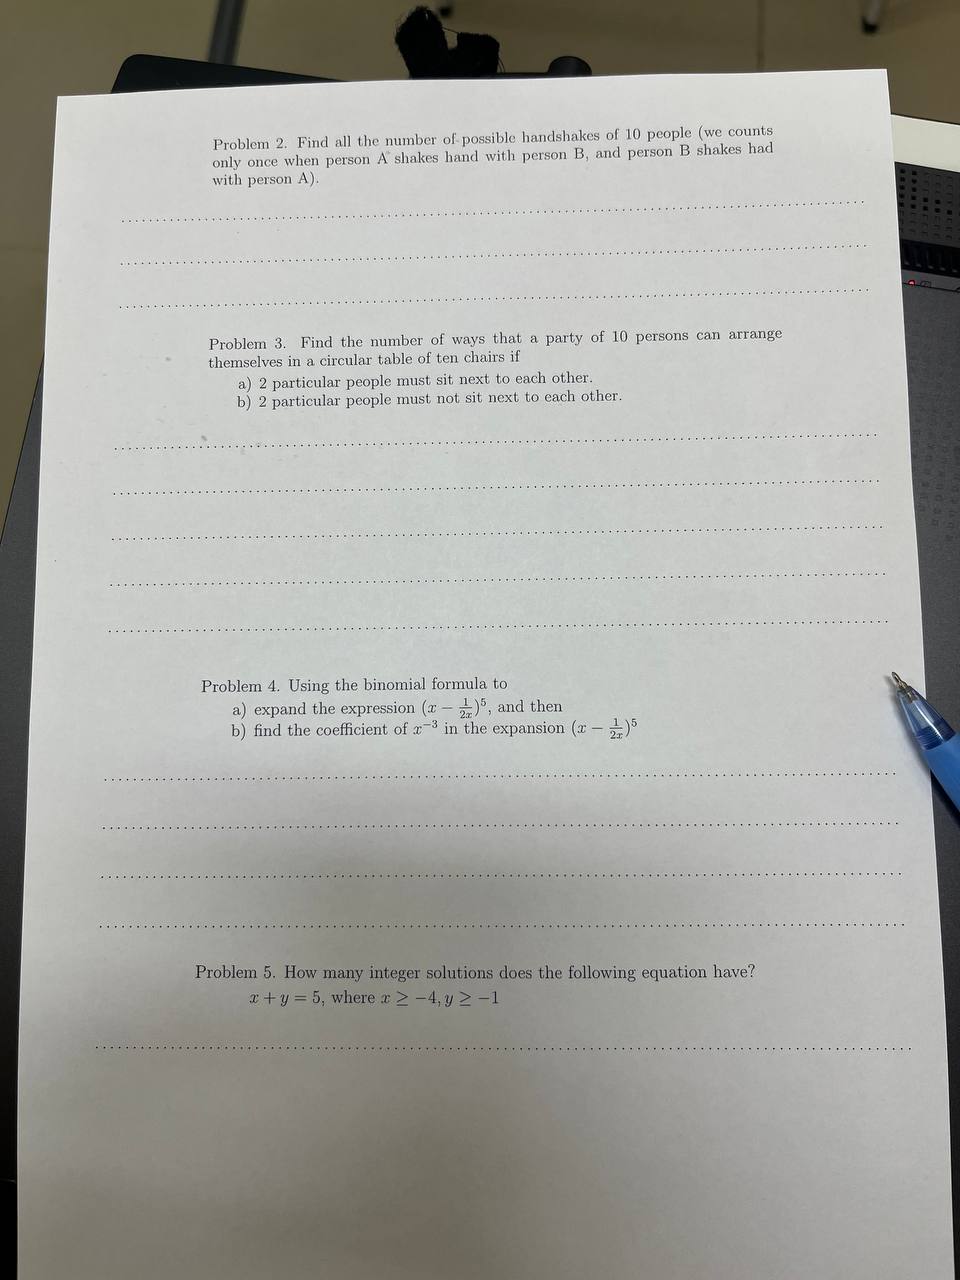 Problem 2. Find all the number of possible handshakes of 10 people (we counts
only once when person A shakes hand with person B, and person B shakes had
with person A).
Problem 3. Find the number of ways that a party of 10 persons can arrange
themselves in a circular table of ten chairs if
a) 2 particular people must sit next to each other.
b) 2 particular people must not sit next to each other.
Problem 4. Using the binomial formula to
a) expand the expression (x − 1/2x)⁵, and then
b) find the coefficient of x⁻³ in the expansion (x − 1/2x)⁵
Problem 5. How many integer solutions does the following equation have?
x + y = 5, where x ≥ −4, y ≥ −1